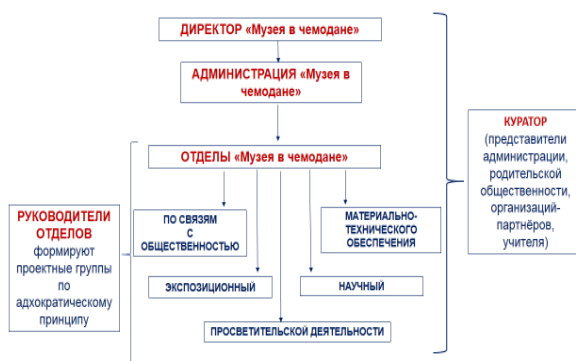 ДИРЕКТОР «Музея в чемодане»
АДМИНИСТРАЦИЯ «Музея в
чемодане»
ОТДЕЛЫ «Музея в чемодане»
ПО СВЯЗЯМ
С
ОБЩЕСТВЕННОСТЬЮ
МАТЕРИАЛЬНО-
ТЕХНИЧЕСКОГО
ОБЕСПЕЧЕНИЯ
ЭКСПОЗИЦИОННЫЙ
НАУЧНЫЙ
ПРОСВЕТИТЕЛЬСКОЙ ДЕЯТЕЛЬНОСТИ
РУКОВОДИТЕЛИ
ОТДЕЛОВ
формируют
проектные группы
по
адхократическому
принципу
КУРАТОР
(представители
администрации,
родительской
общественности,
организаций-
партнёров,
учителя)